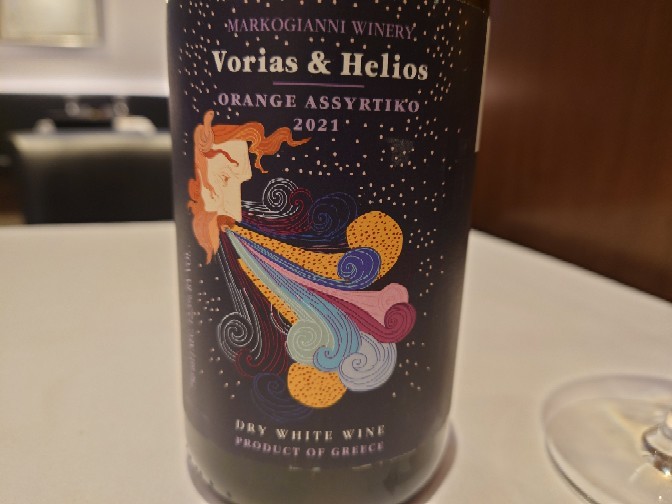 MARKOGIANNI WINERY
Vorias & Helios
ORANGE ASSYRTIKO
2021
DRY WHITE WINE
PRODUCT OF GREECE